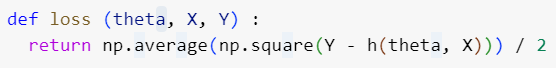 def loss (theta, X, Y) :
  return np.average(np.square(Y - h(theta, X))) / 2